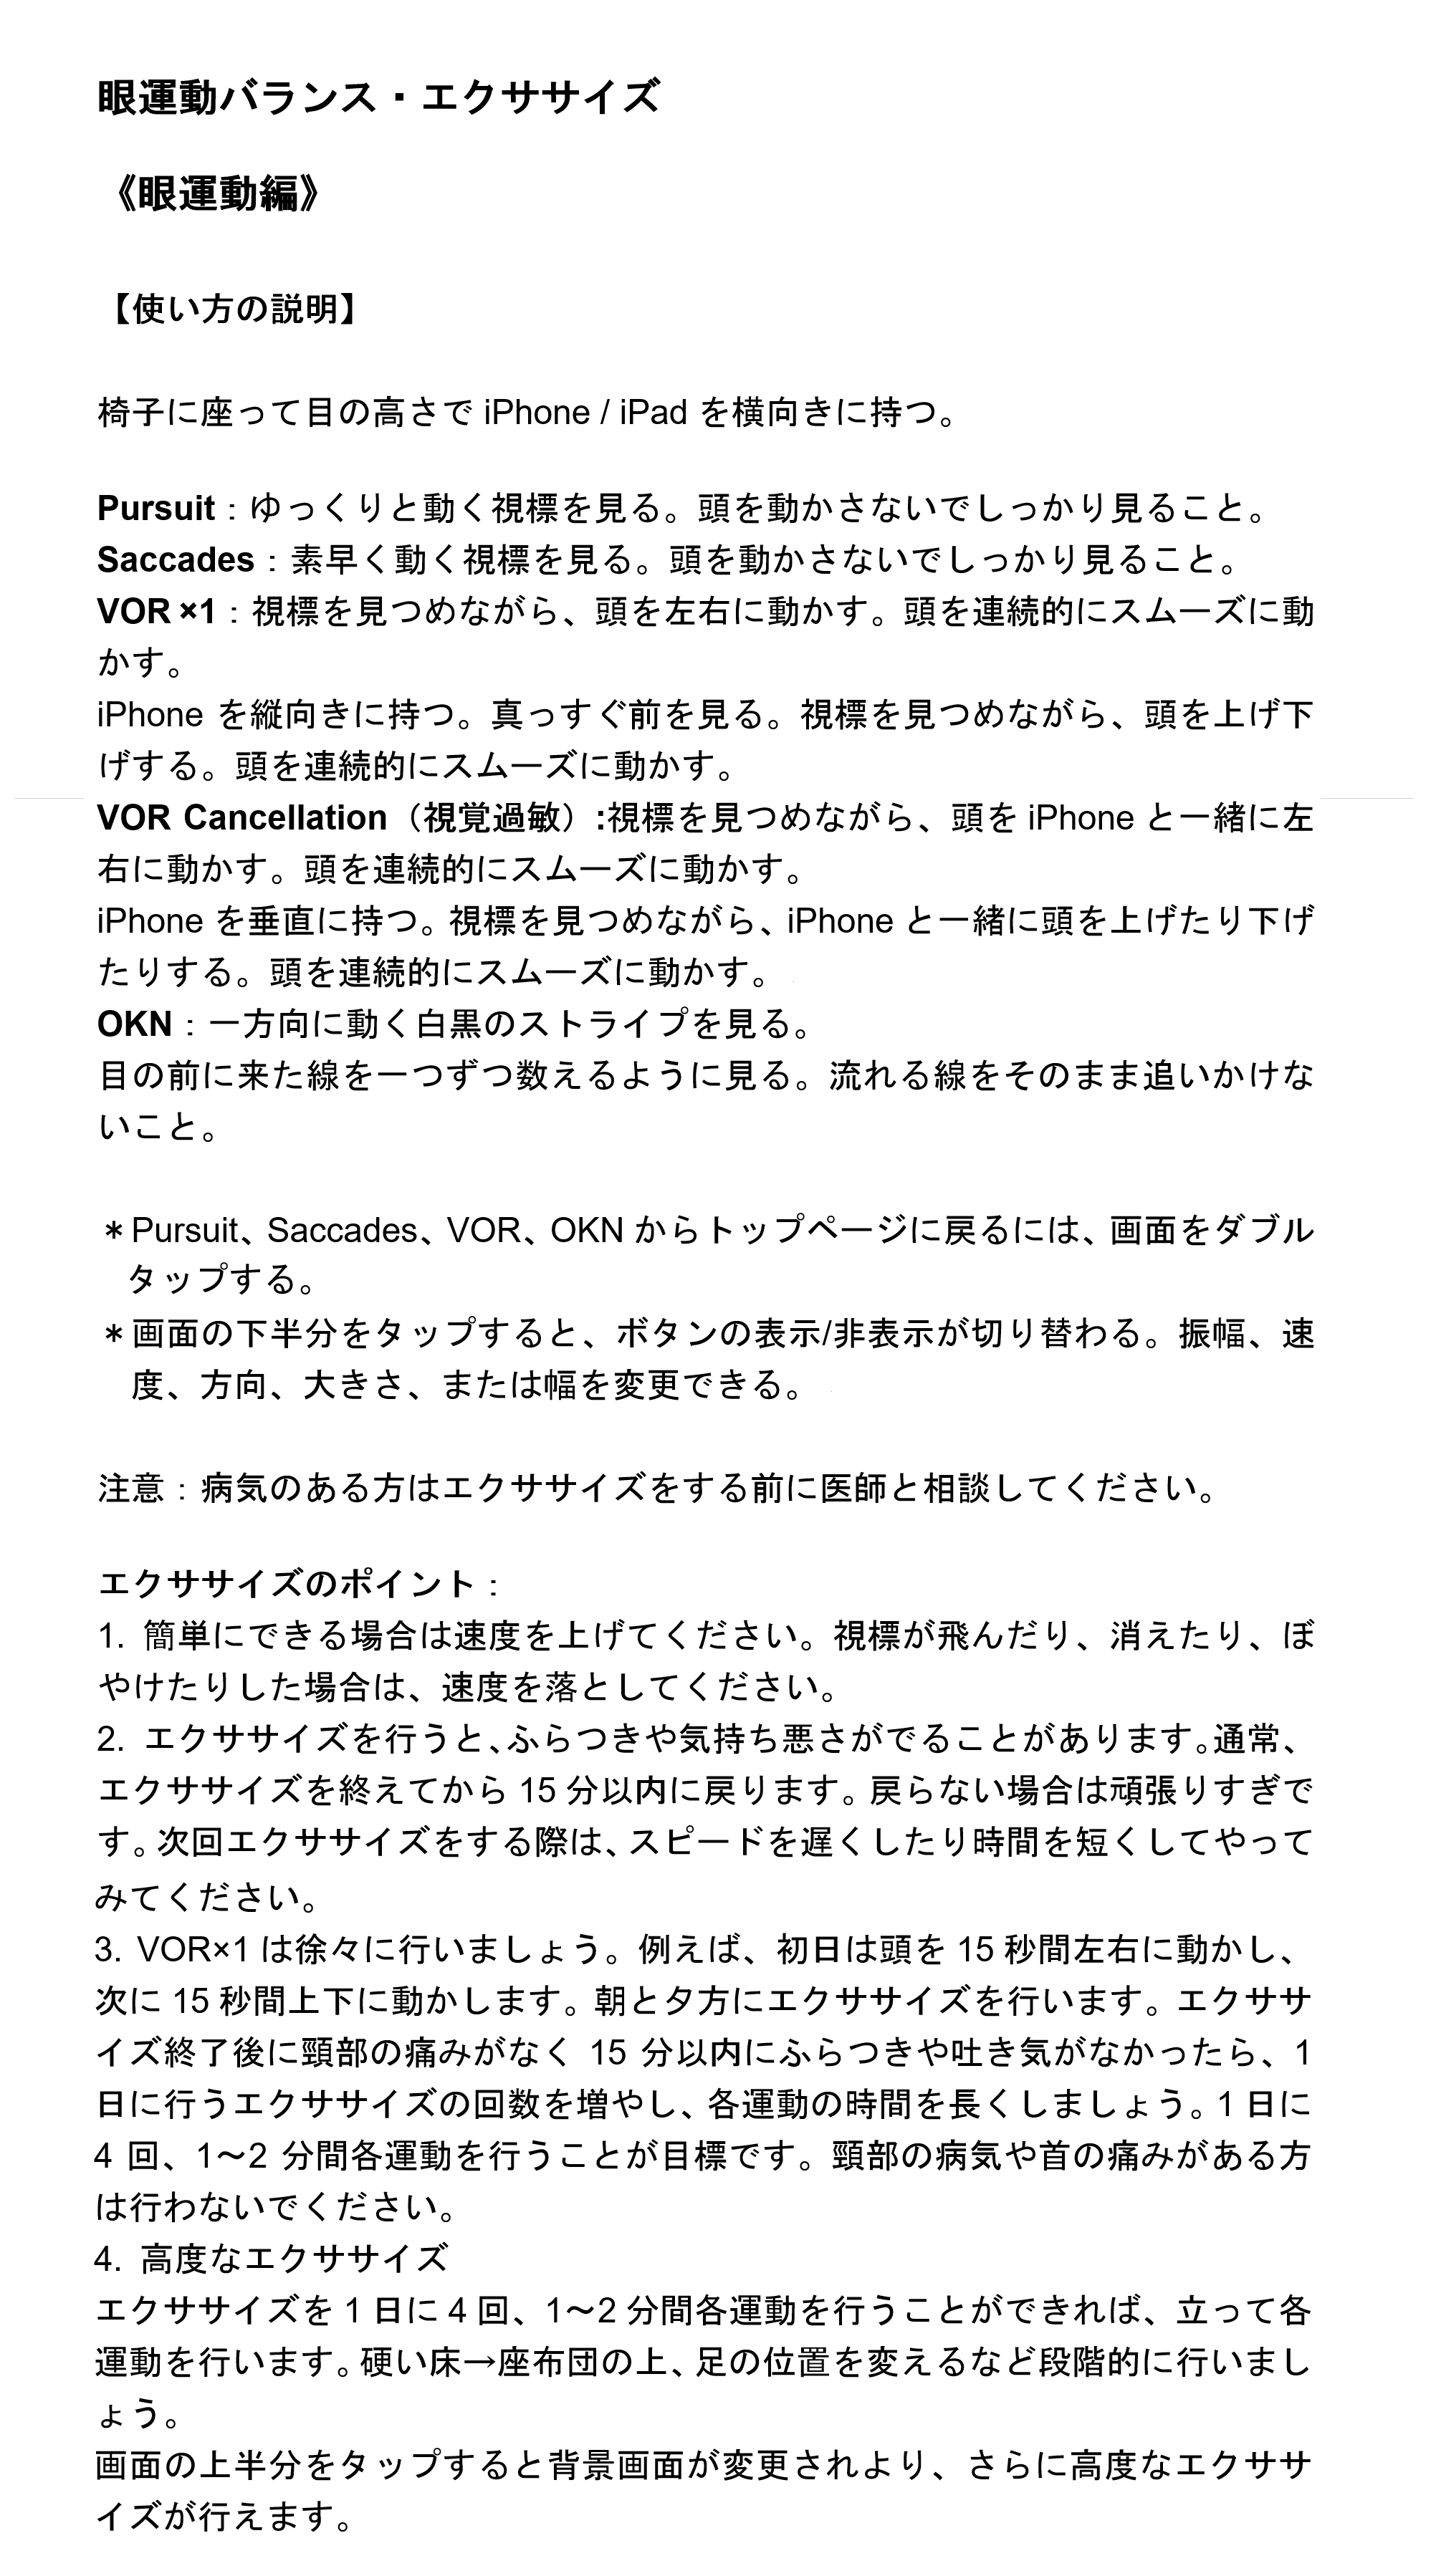 眼運動バランス・エクササイズ
《眼運動編》
【使い方の説明】
椅子に座って目の高さで iPhone / iPad を横向きに持つ。
Pursuit：ゆっくりと動く視標を見る。頭を動かさないでしっかり見ること。
Saccades：素早く動く視標を見る。頭を動かさないでしっかり見ること。
VOR ×1：視標を見つめながら、頭を左右に動かす。頭を連続的にスムーズに動
かす。
iPhone を縦向きに持つ。真っすぐ前を見る。視標を見つめながら、頭を上げ下
げする。頭を連続的にスムーズに動かす。
VOR Cancellation（視覚過敏）:視標を見つめながら、頭を iPhone と一緒に左
右に動かす。頭を連続的にスムーズに動かす。
iPhone を垂直に持つ。視標を見つめながら、iPhone と一緒に頭を上げたり下げ
たりする。頭を連続的にスムーズに動かす。
OKN：一方向に動く白黒のストライプを見る。
目の前に来た線を一つずつ数えるように見る。流れる線をそのまま追いかけな
いこと。
＊Pursuit、Saccades、VOR、OKN からトップページに戻るには、画面をダブル
タップする。
＊画面の下半分をタップすると、ボタンの表示/非表示が切り替わる。振幅、速
度、方向、大きさ、または幅を変更できる。
注意：病気のある方はエクササイズをする前に医師と相談してください。
エクササイズのポイント：
1. 簡単にできる場合は速度を上げてください。視標が飛んだり、消えたり、ぼ
やけたりした場合は、速度を落としてください。
2. エクササイズを行うと、ふらつきや気持ち悪さがでることがあります。通常、
エクササイズを終えてから 15 分以内に戻ります。戻らない場合は頑張りすぎで
す。次回エクササイズをする際は、スピードを遅くしたり時間を短くしてやって
みてください。
3. VOR×1 は徐々に行いましょう。例えば、初日は頭を 15 秒間左右に動かし、
次に 15 秒間上下に動かします。朝と夕方にエクササイズを行います。エクササ
イズ終了後に頸部の痛みがなく 15 分以内にふらつきや吐き気がなかったら、1
日に行うエクササイズの回数を増やし、各運動の時間を長くしましょう。1 日に
4 回、1〜2 分間各運動を行うことが目標です。頸部の病気や首の痛みがある方
は行わないでください。
4. 高度なエクササイズ
エクササイズを 1 日に 4 回、1〜2 分間各運動を行うことができれば、立って各
運動を行います。硬い床→座布団の上、足の位置を変えるなど段階的に行いまし
ょう。
画面の上半分をタップすると背景画面が変更されより、さらに高度なエクササ
イズが行えます。